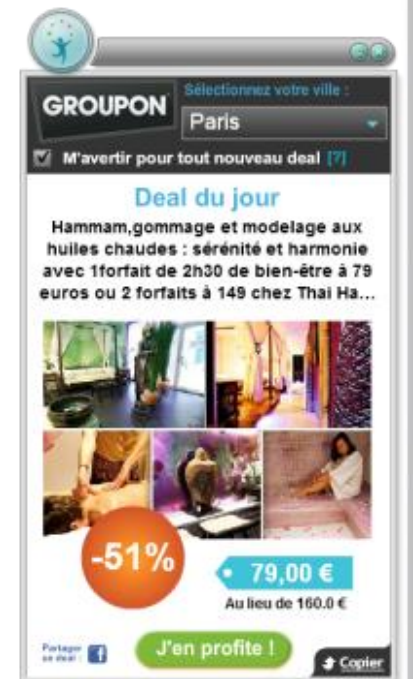 Sélectionnez votre ville :
GROUPON
Paris
M'avertir pour tout nouveau deal [?]
Deal du jour
Hammam,gommage et modelage aux
huiles chaudes : sérénité et harmonie
avec 1forfait de 2h30 de bien-être à 79
euros ou 2 forfaits à 149 chez Thai Ha...
-51%
79,00 €
Au lieu de 160.0 €
Partager
ce deal :
J'en profite !
Copier